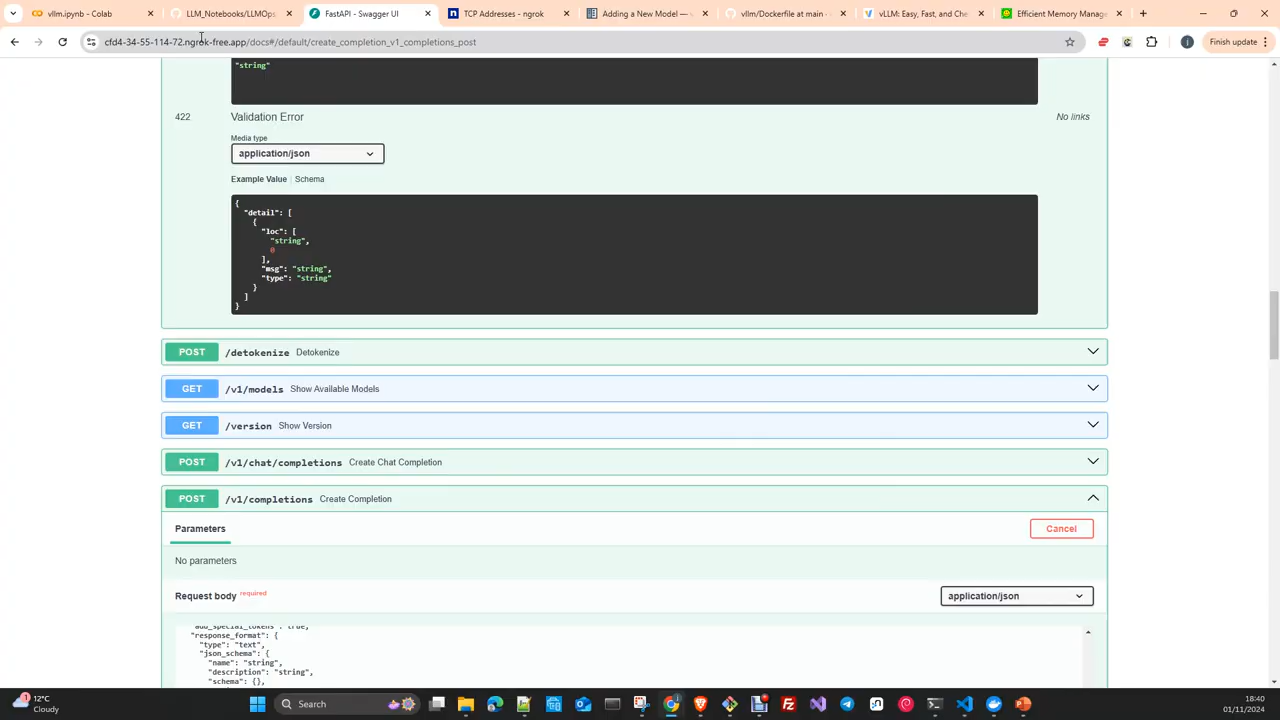 vllm.ipynb - Colab
LLM_Notebooks/LLMOps
FastAPI - Swagger UI
TCP Addresses - ngrok
Adding a New Model —
vllm/Dockerfile at main
vLLM: Easy, Fast, and Che
Efficient Memory Manage
cfd4-34-55-114-72.ngrok-free.app/docs#/default/create_completion_v1_completions_post
Finish update
"string"
422 Validation Error No links
Media type
application/json
Example Value | Schema
{
"detail": [
{
"loc": [
"string",
0
],
"msg": "string",
"type": "string"
}
]
}
POST /detokenize Detokenize
GET /v1/models Show Available Models
GET /version Show Version
POST /v1/chat/completions Create Chat Completion
POST /v1/completions Create Completion
Parameters Cancel
No parameters
Request body required application/json
"add_special_tokens": true,
"response_format": {
"type": "text",
"json_schema": {
"name": "string",
"description": "string",
"schema": {},
12°C
Cloudy
Search
18:40
01/11/2024